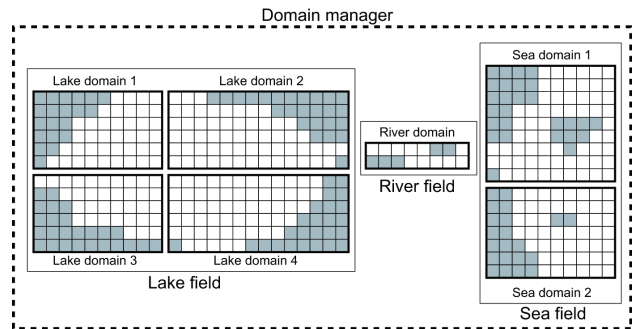 Domain manager
Lake domain 1
Lake domain 2
Lake domain 3
Lake domain 4
Lake field
River domain
River field
Sea domain 1
Sea domain 2
Sea field